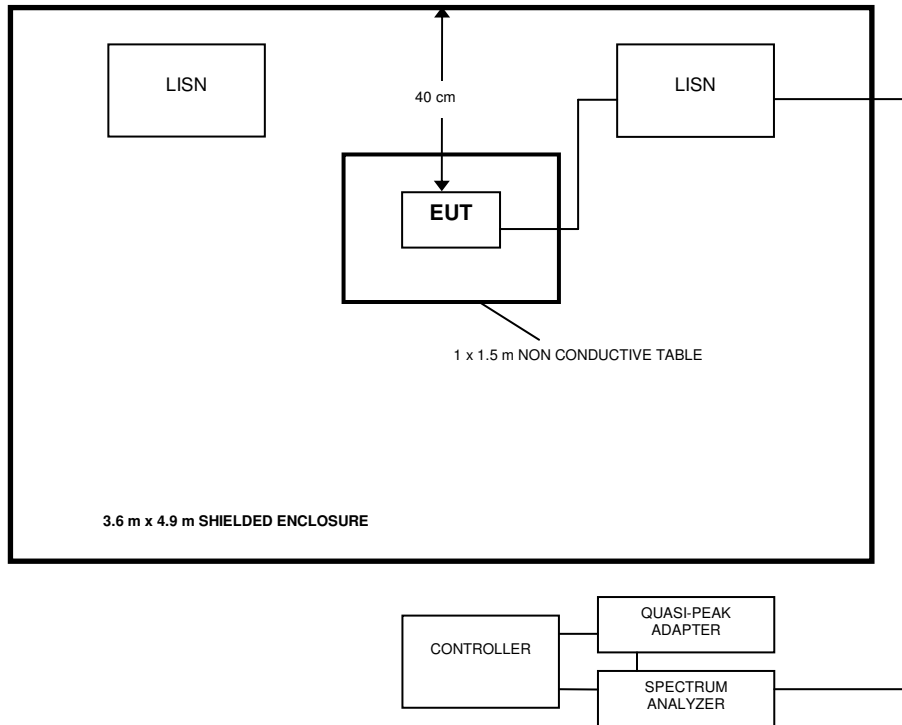 LISN
LISN
40 cm
EUT
1 x 1.5 m NON CONDUCTIVE TABLE
3.6 m x 4.9 m SHIELDED ENCLOSURE
CONTROLLER
QUASI-PEAK
ADAPTER
SPECTRUM
ANALYZER